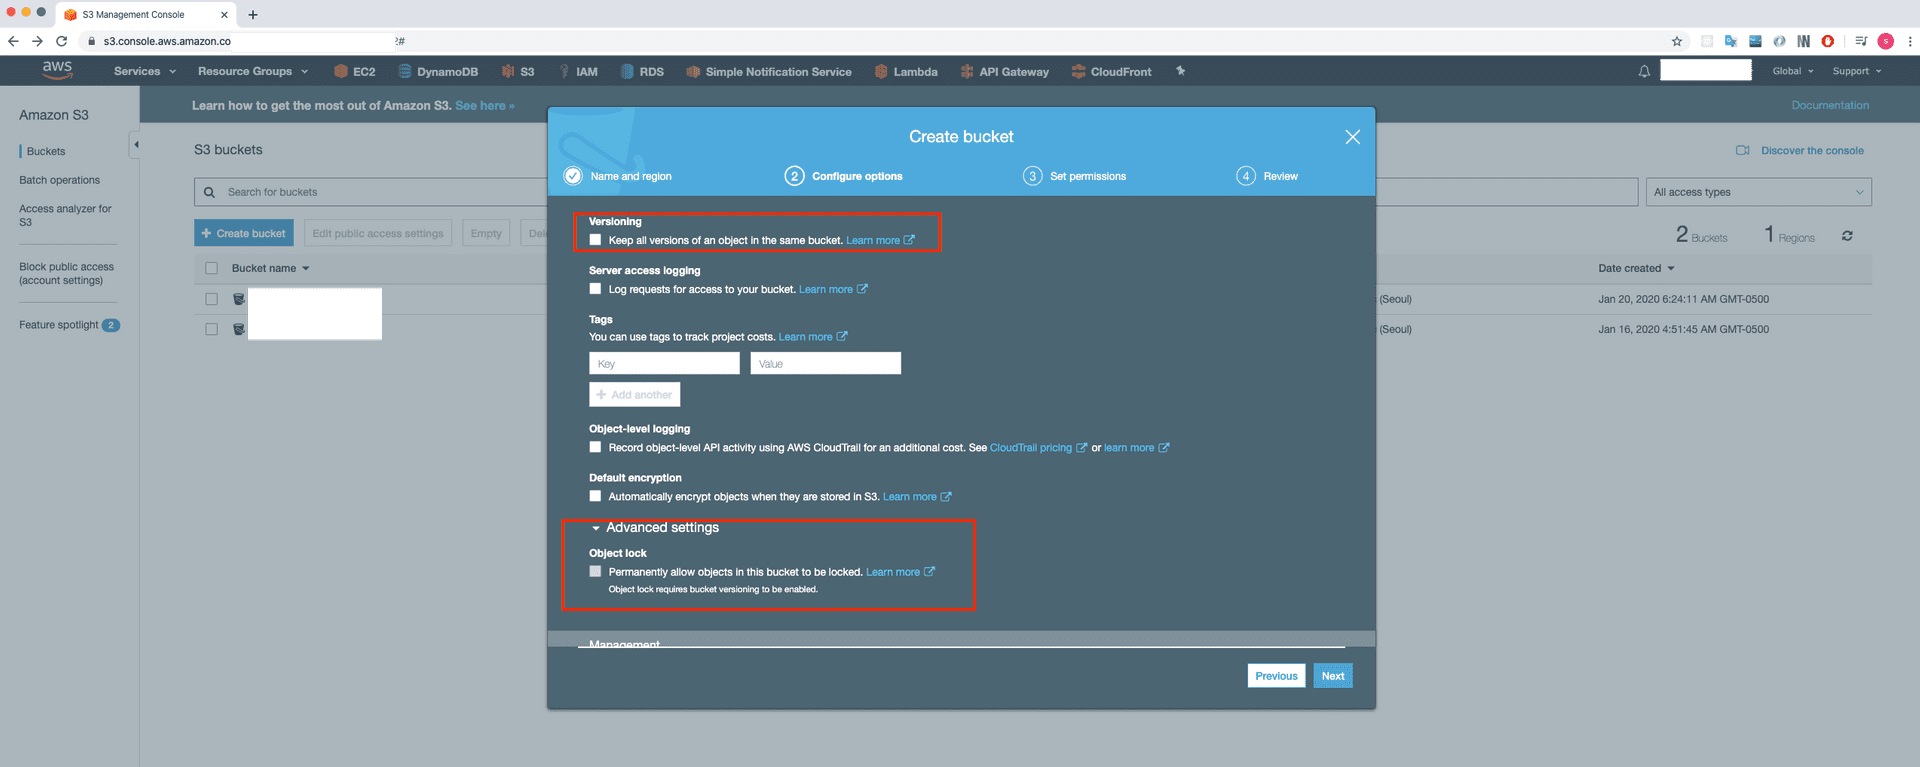 S3 Management Console
s3.console.aws.amazon.co
#
aws
Services
Resource Groups
EC2
DynamoDB
S3
IAM
RDS
Simple Notification Service
Lambda
API Gateway
CloudFront
Global
Support
S
Amazon S3
Buckets
Batch operations
Access analyzer for
S3
Block public access
(account settings)
Feature spotlight 2
Learn how to get the most out of Amazon S3. See here »
Documentation
S3 buckets
Discover the console
Search for buckets
All access types
+ Create bucket
Edit public access settings
Empty
2 Buckets
1 Regions
Bucket name
Date created
(Seoul)
Jan 20, 2020 6:24:11 AM GMT-0500
(Seoul)
Jan 16, 2020 4:51:45 AM GMT-0500
Create bucket
Name and region
2 Configure options
3 Set permissions
4 Review
Versioning
Keep all versions of an object in the same bucket. Learn more
Server access logging
Log requests for access to your bucket. Learn more
Tags
You can use tags to track project costs. Learn more
Key
Value
+ Add another
Object-level logging
Record object-level API activity using AWS CloudTrail for an additional cost. See CloudTrail pricing or learn more
Default encryption
Automatically encrypt objects when they are stored in S3. Learn more
Advanced settings
Object lock
Permanently allow objects in this bucket to be locked. Learn more
Object lock requires bucket versioning to be enabled.
Management
Previous
Next